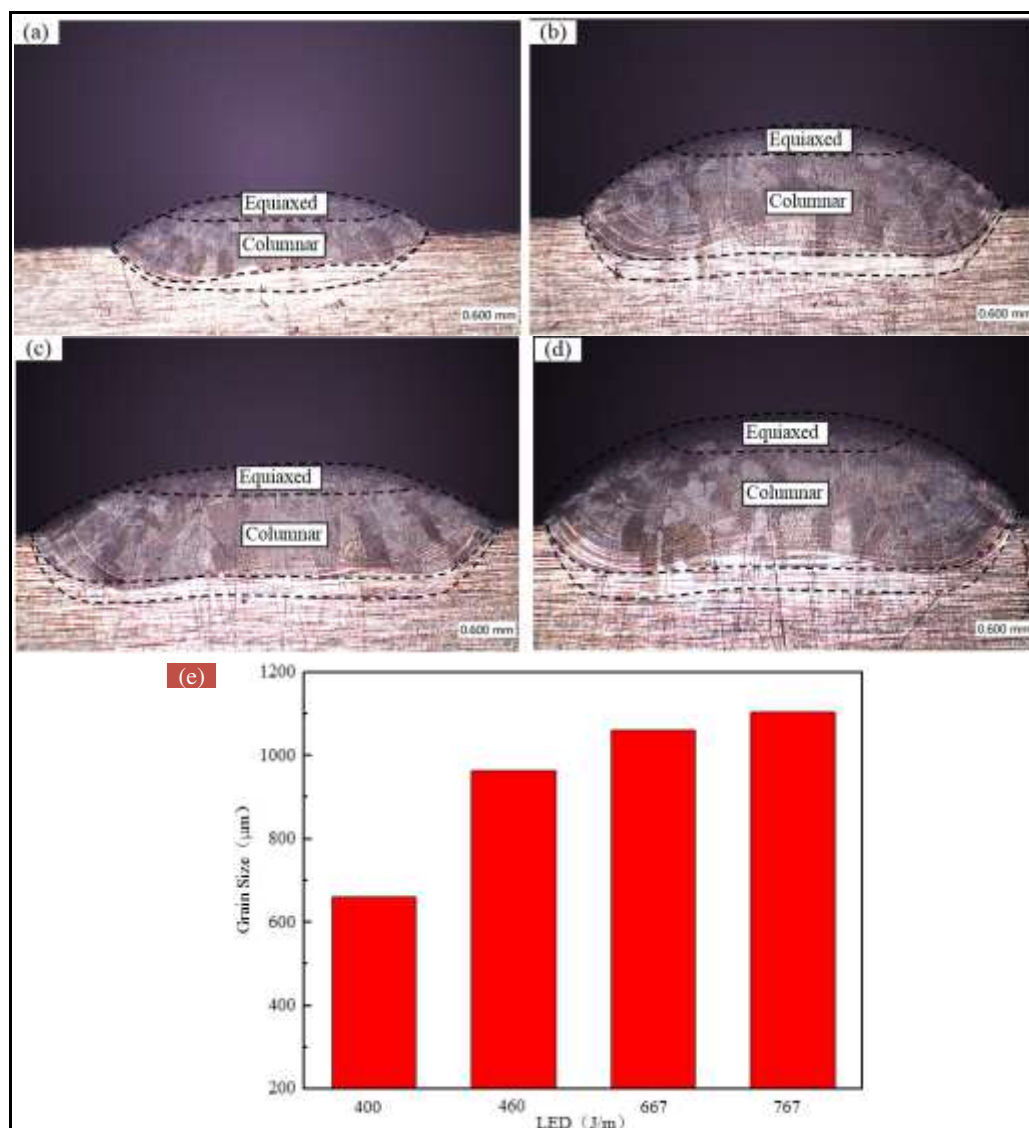 (a)
Equiaxed
Columnar
0.600 mm
(b)
Equiaxed
Columnar
0.600 mm
(c)
Equiaxed
Columnar
0.600 mm
(d)
Equiaxed
Columnar
0.600 mm
(e)
1200
1000
800
600
400
200
Grain Size（μm）
400
460
667
767
LED（J/m）